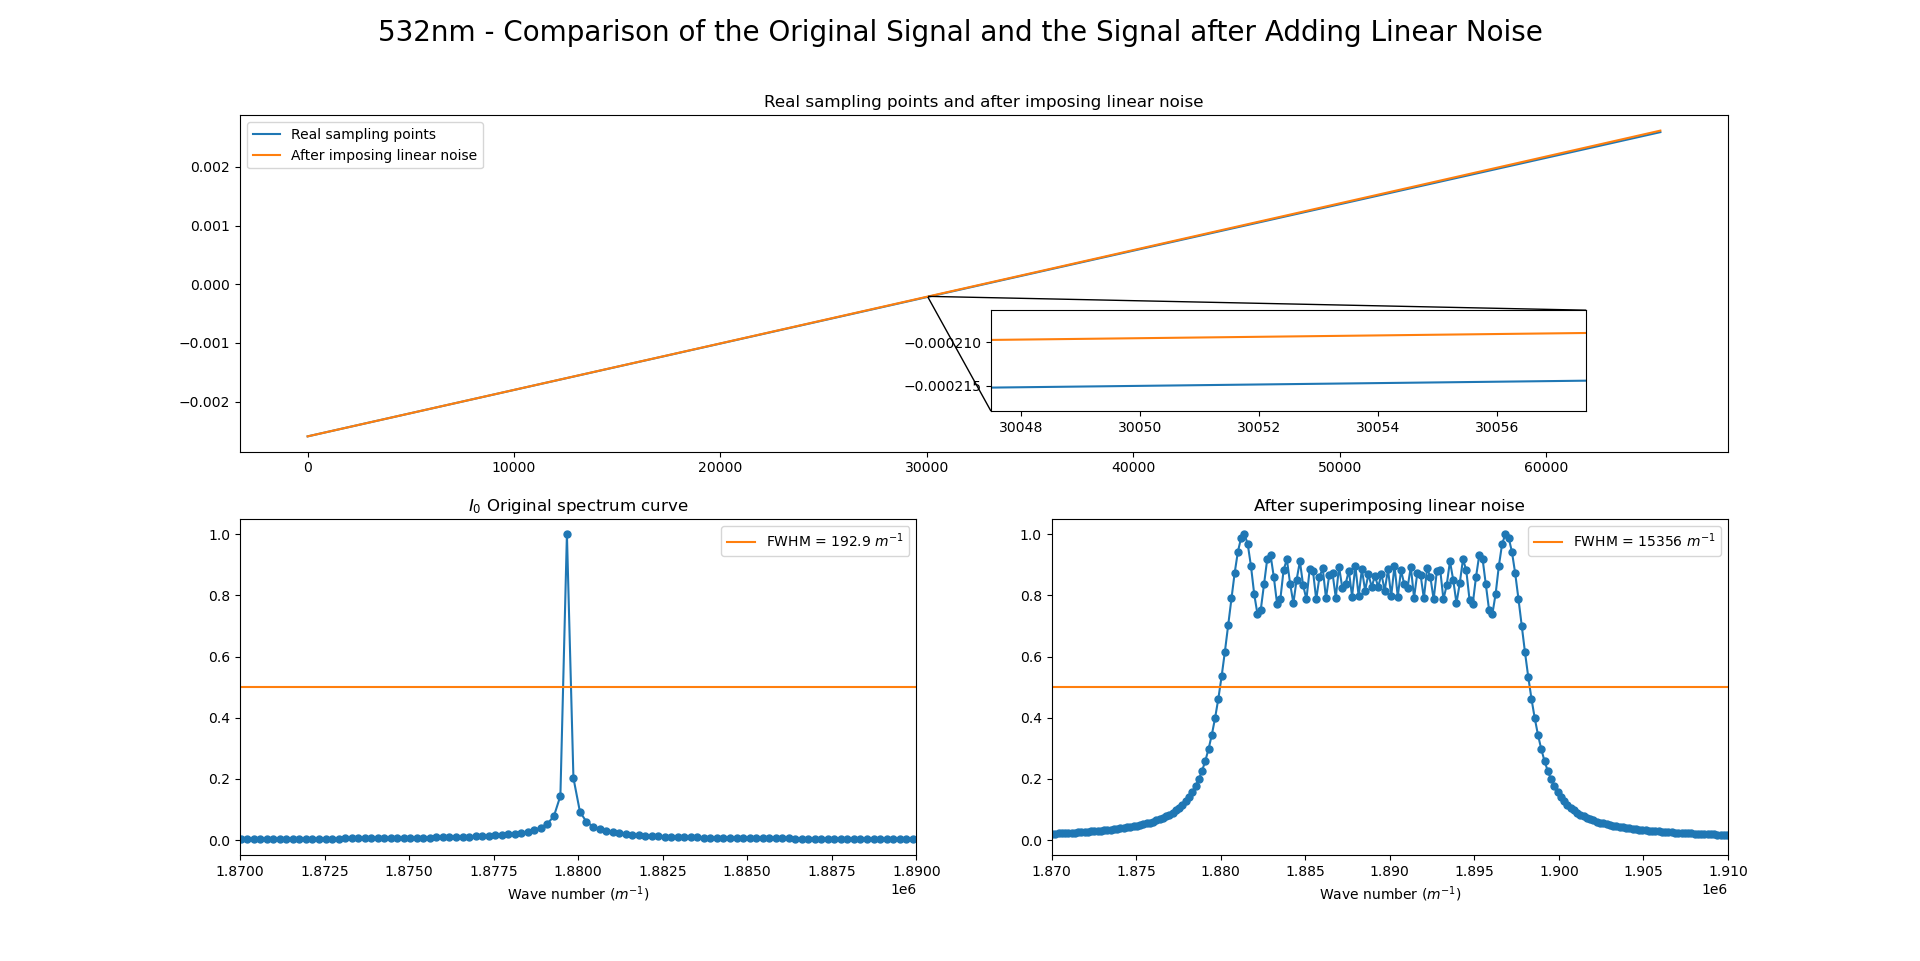 532nm - Comparison of the Original Signal and the Signal after Adding Linear Noise
Real sampling points and after imposing linear noise
Real sampling points
After imposing linear noise
0.002
0.001
0.000
−0.001
−0.002
−0.000210
−0.000215
30048 30050 30052 30054 30056
0 10000 20000 30000 40000 50000 60000
I₀ Original spectrum curve
FWHM = 192.9 m⁻¹
1.0
0.8
0.6
0.4
0.2
0.0
1.8700 1.8725 1.8750 1.8775 1.8800 1.8825 1.8850 1.8875 1.8900
1e6
Wave number (m⁻¹)
After superimposing linear noise
FWHM = 15356 m⁻¹
1.0
0.8
0.6
0.4
0.2
0.0
1.870 1.875 1.880 1.885 1.890 1.895 1.900 1.905 1.910
1e6
Wave number (m⁻¹)